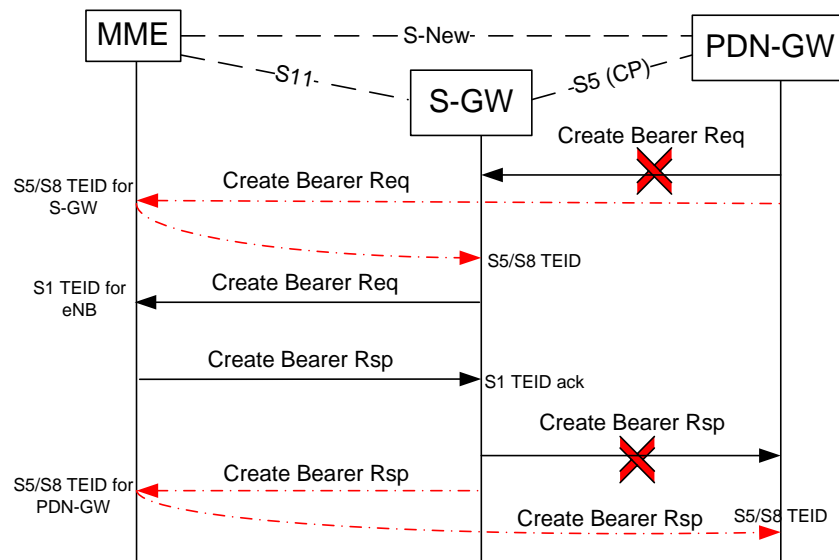 MME
S-New
PDN-GW
S11
S-GW
S5 (CP)
Create Bearer Req
S5/S8 TEID for
S-GW
Create Bearer Req
S5/S8 TEID
S1 TEID for
eNB
Create Bearer Req
Create Bearer Rsp
S1 TEID ack
Create Bearer Rsp
S5/S8 TEID for
PDN-GW
Create Bearer Rsp
Create Bearer Rsp
S5/S8 TEID